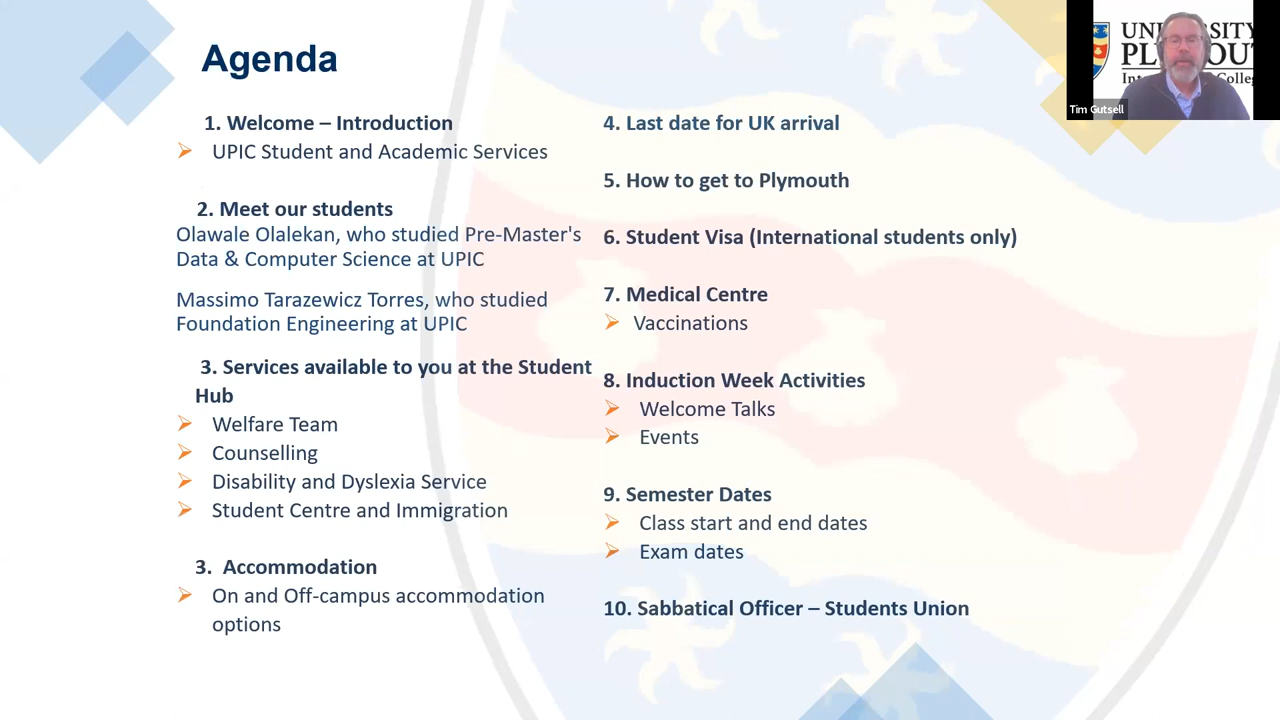 Agenda
1. Welcome – Introduction
UPIC Student and Academic Services
2. Meet our students
Olawale Olalekan, who studied Pre-Master's
Data & Computer Science at UPIC
Massimo Tarazewicz Torres, who studied
Foundation Engineering at UPIC
3. Services available to you at the Student
Hub
Welfare Team
Counselling
Disability and Dyslexia Service
Student Centre and Immigration
3. Accommodation
On and Off-campus accommodation
options
4. Last date for UK arrival
5. How to get to Plymouth
6. Student Visa (International students only)
7. Medical Centre
Vaccinations
8. Induction Week Activities
Welcome Talks
Events
9. Semester Dates
Class start and end dates
Exam dates
10. Sabbatical Officer – Students Union
Tim Gutsell